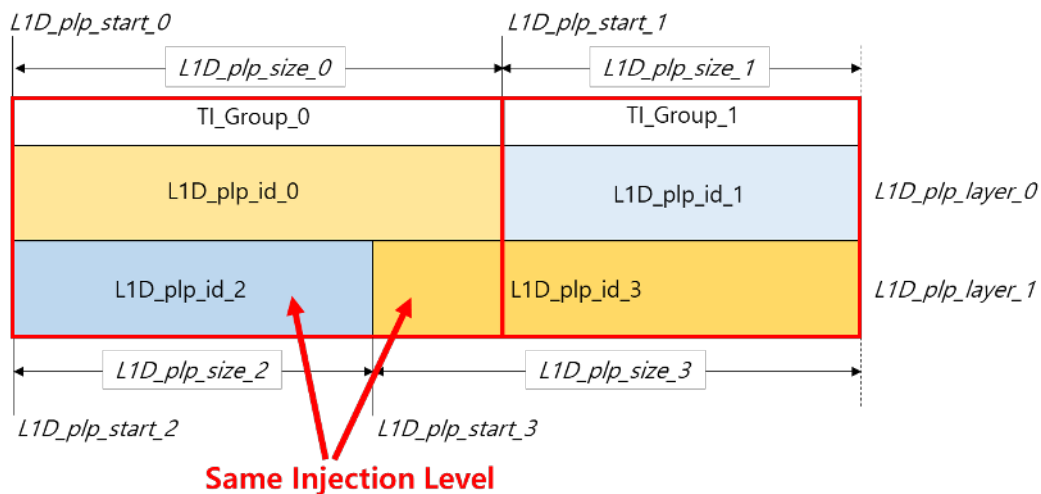 L1D_plp_start_0
L1D_plp_start_1
L1D_plp_size_0
L1D_plp_size_1
TI_Group_0
TI_Group_1
L1D_plp_id_0
L1D_plp_id_1
L1D_plp_layer_0
L1D_plp_id_2
L1D_plp_id_3
L1D_plp_layer_1
L1D_plp_size_2
L1D_plp_size_3
L1D_plp_start_2
L1D_plp_start_3
Same Injection Level